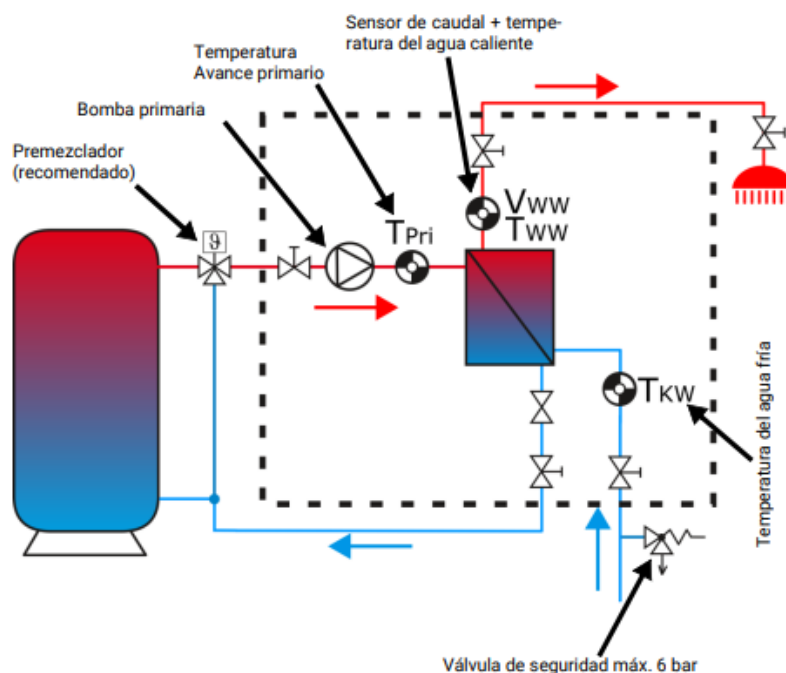 Sensor de caudal + tempe-
ratura del agua caliente
Temperatura
Avance primario
Bomba primaria
Premezclador
(recomendado)
ϑ
TPri
VWW
TWW
TKW
Temperatura del agua fría
Válvula de seguridad máx. 6 bar